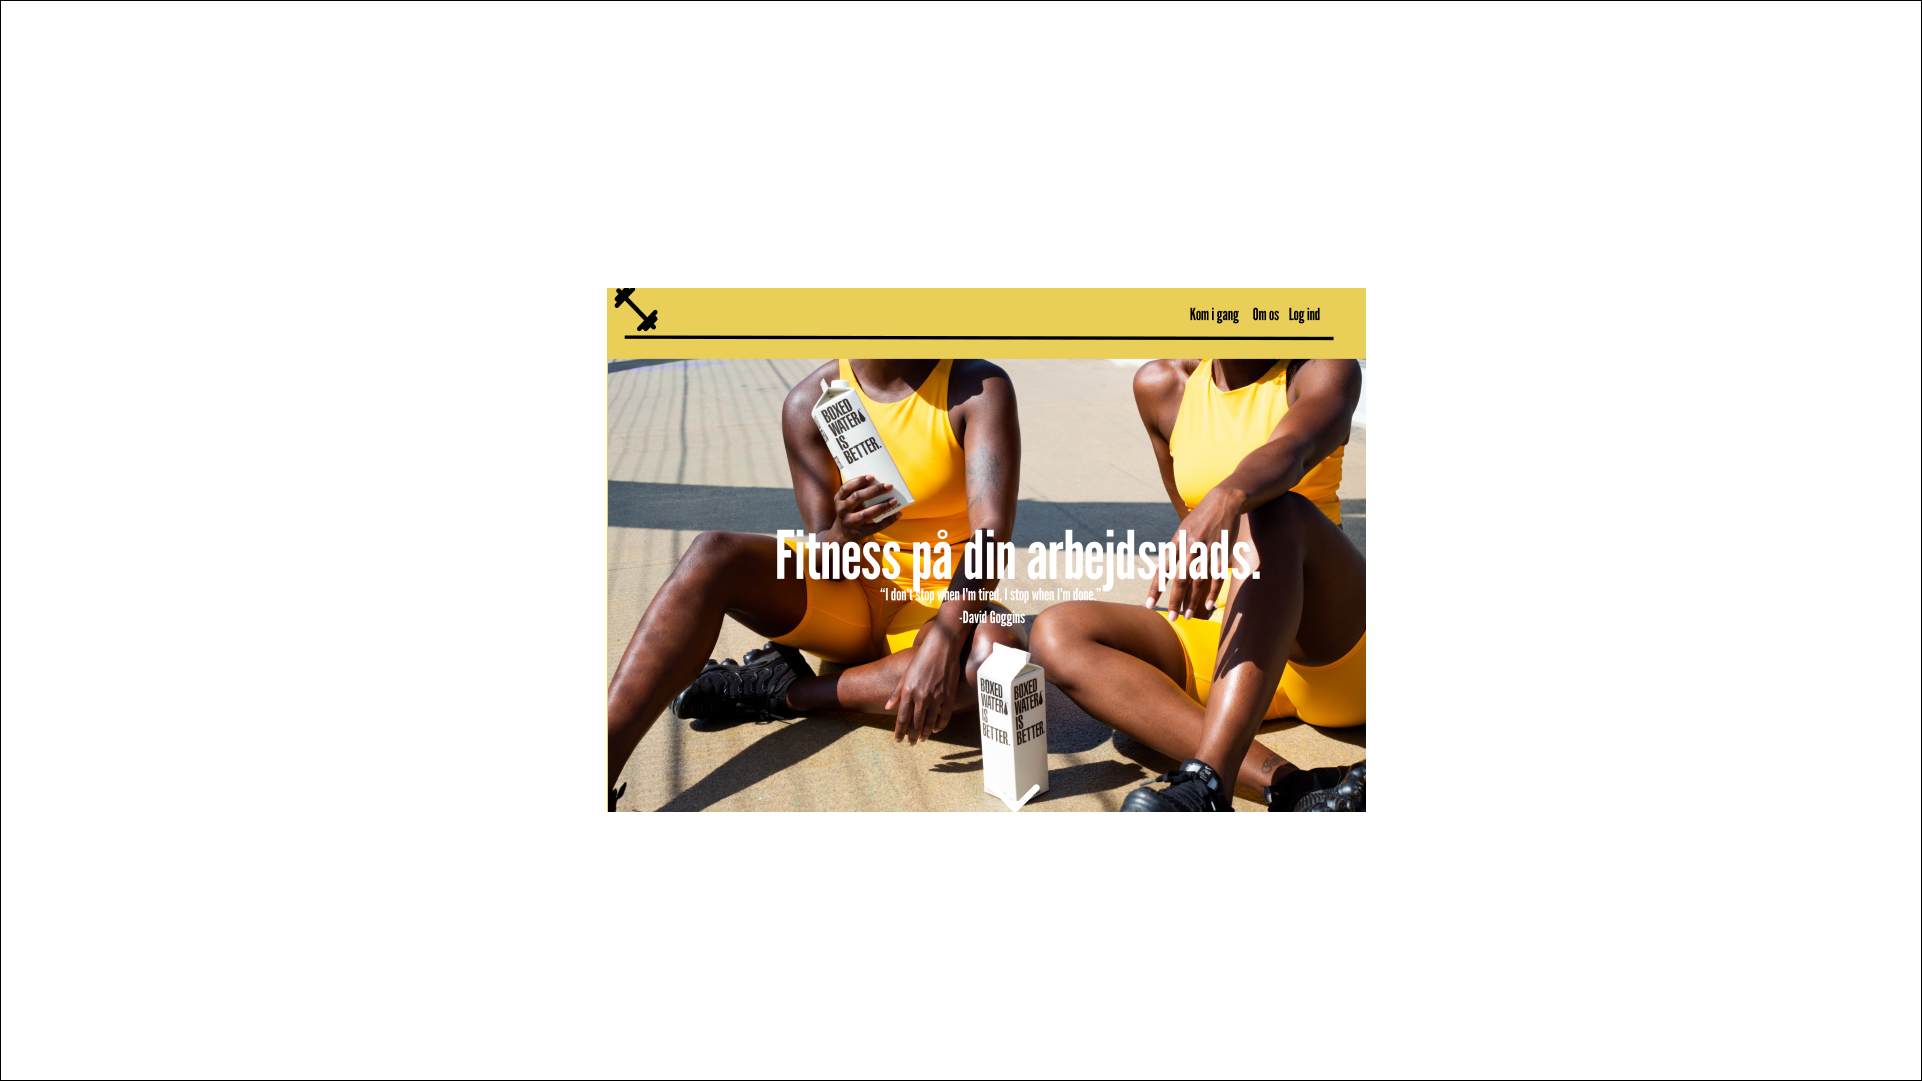 Kom i gang Om os Log ind
BOXED
WATER
IS
BETTER.
Fitness på din arbejdsplads.
“I don't stop when I'm tired, I stop when I'm done.”
-David Goggins
BOXED
WATER
IS
BETTER.
BOXED
WATER
IS
BETTER.